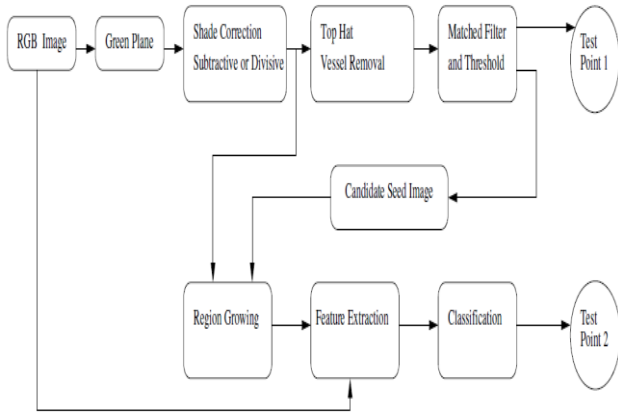 RGB Image
Green Plane
Shade Correction
Subtractive or Divisive
Top Hat
Vessel Removal
Matched Filter
and Threshold
Test
Point 1
Candidate Seed Image
Region Growing
Feature Extraction
Classification
Test
Point 2